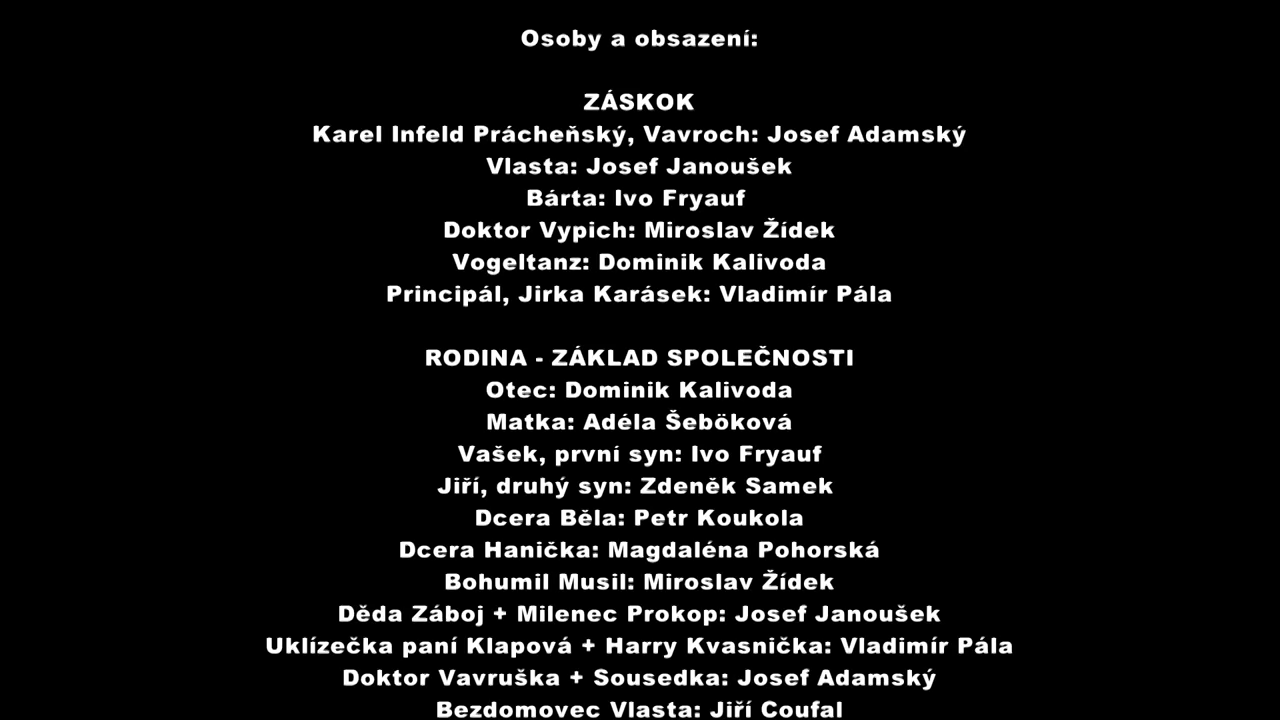 Osoby a obsazení:
ZÁSKOK
Karel Infeld Prácheňský, Vavroch: Josef Adamský
Vlasta: Josef Janoušek
Bárta: Ivo Fryauf
Doktor Vypich: Miroslav Žídek
Vogeltanz: Dominik Kalivoda
Principál, Jirka Karásek: Vladimír Pála
RODINA - ZÁKLAD SPOLEČNOSTI
Otec: Dominik Kalivoda
Matka: Adéla Šeböková
Vašek, první syn: Ivo Fryauf
Jiří, druhý syn: Zdeněk Samek
Dcera Běla: Petr Koukola
Dcera Hanička: Magdaléna Pohorská
Bohumil Musil: Miroslav Žídek
Děda Záboj + Milenec Prokop: Josef Janoušek
Uklízečka paní Klapová + Harry Kvasnička: Vladimír Pála
Doktor Vavruška + Sousedka: Josef Adamský
Bezdomovec Vlasta: Jiří Coufal